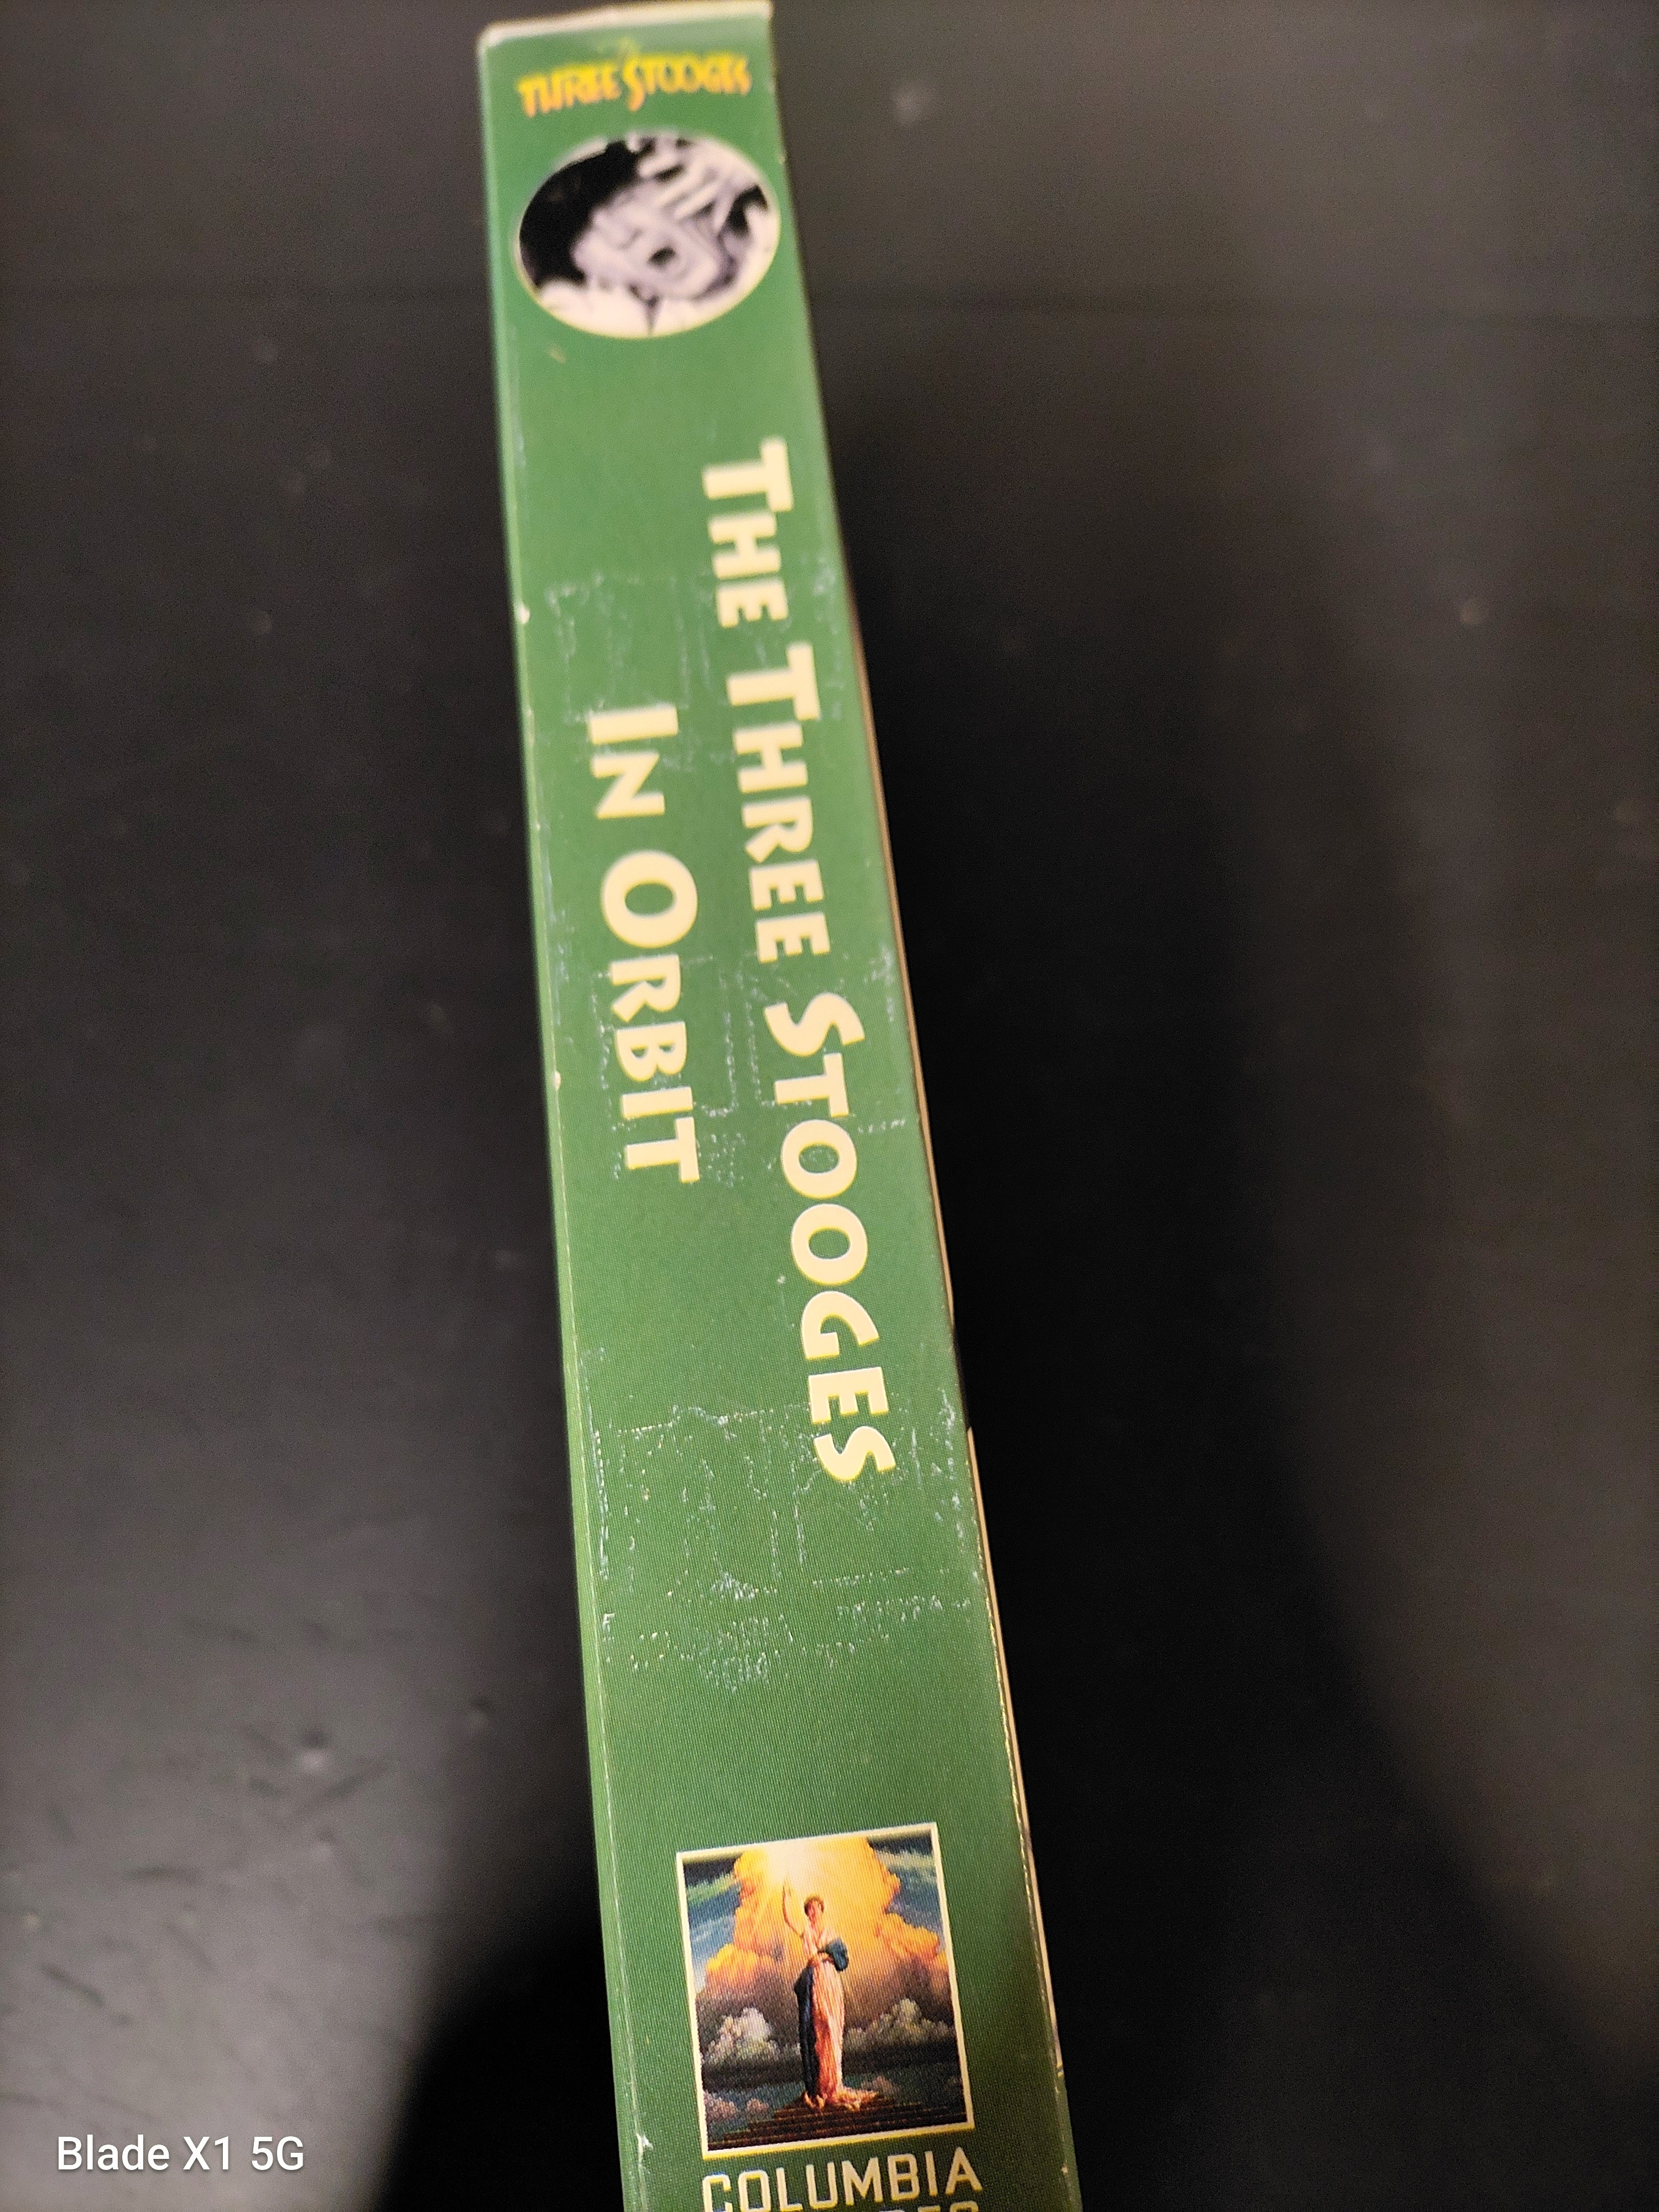 THREE STOOGES
THE THREE STOOGES
IN ORBIT
COLUMBIA
Blade X1 5G